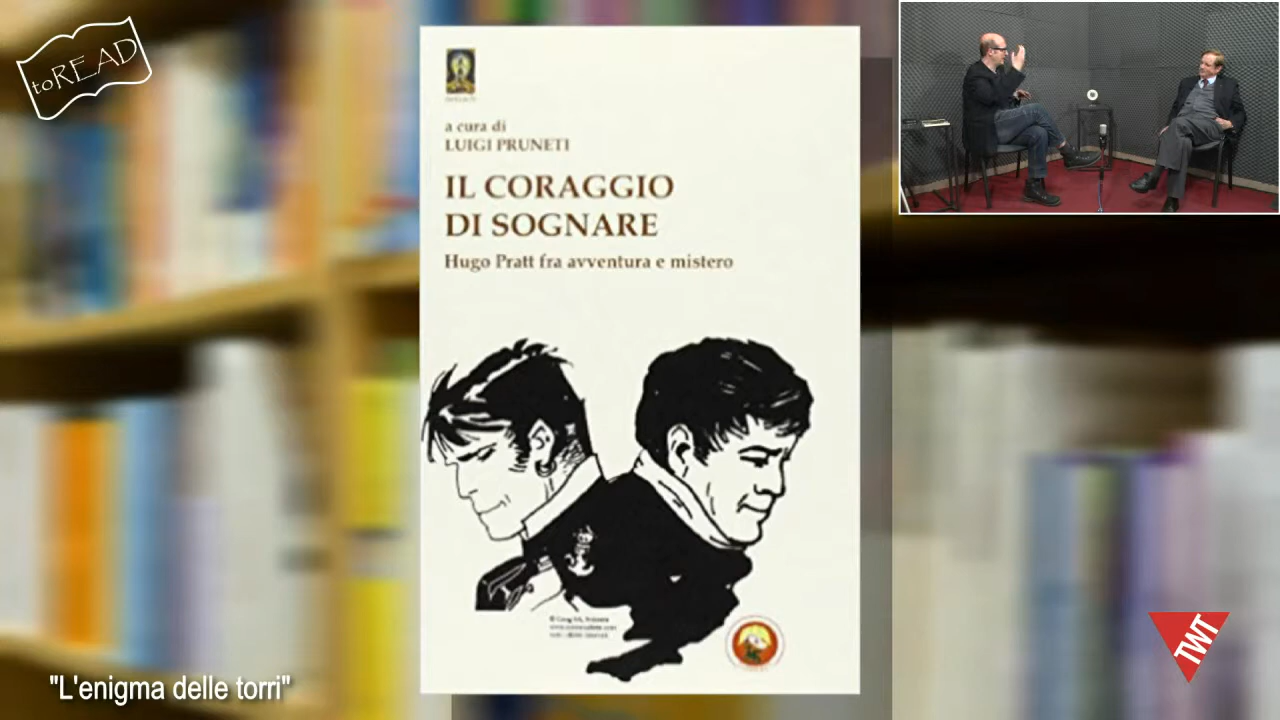 toREAD
a cura di
LUIGI PRUNETI
IL CORAGGIO
DI SOGNARE
Hugo Pratt fra avventura e mistero
"L'enigma delle torri"
TWT